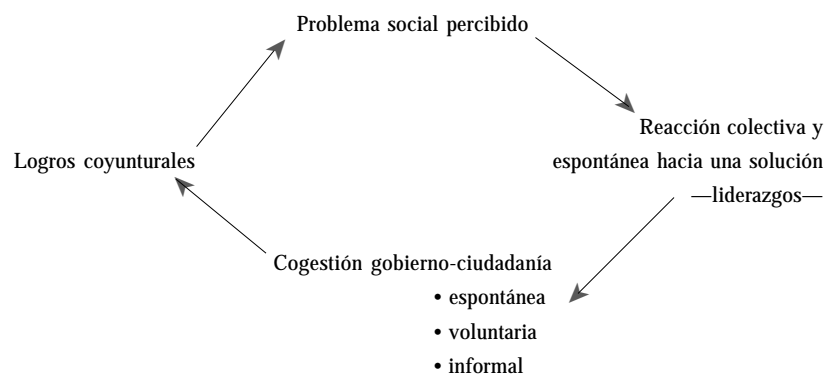 Problema social percibido
Reacción colectiva y
espontánea hacia una solución
—liderazgos—
Logros coyunturales
Cogestión gobierno-ciudadanía
• espontánea
• voluntaria
• informal